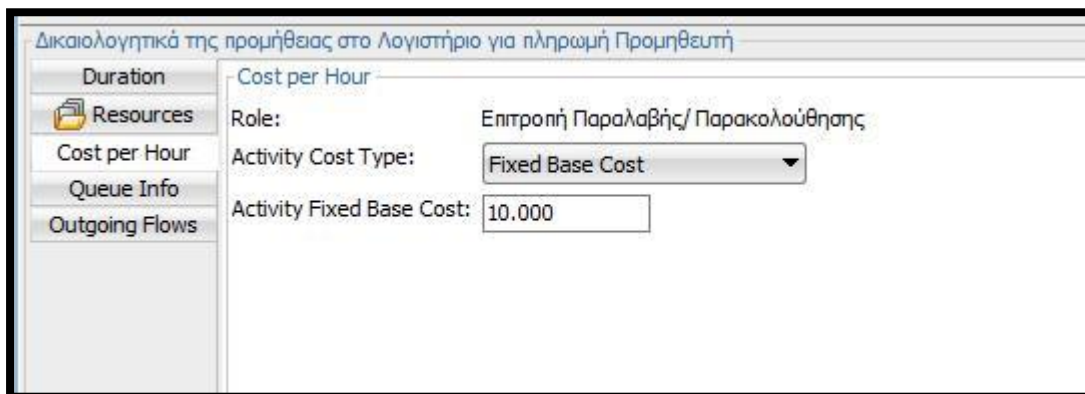 Δικαιολογητικά της προμήθειας στο Λογιστήριο για πληρωμή Προμηθευτή
Duration
Resources
Cost per Hour
Queue Info
Outgoing Flows
Cost per Hour
Role: Επιτροπή Παραλαβής/ Παρακολούθησης
Activity Cost Type: Fixed Base Cost
Activity Fixed Base Cost: 10.000